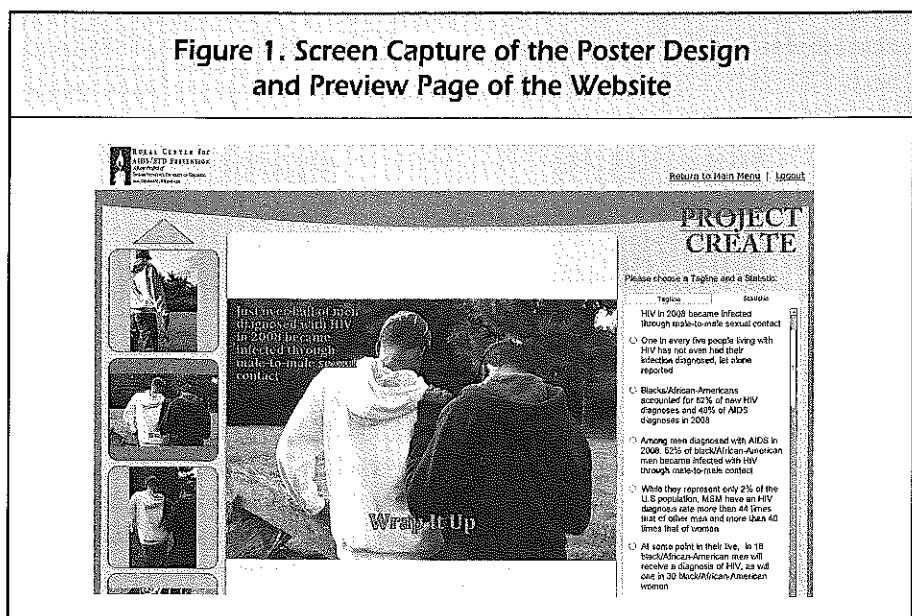 Figure 1. Screen Capture of the Poster Design
and Preview Page of the Website
RURAL CENTER for
AIDS/STD PREVENTION
Return to Main Menu | Logout
PROJECT
CREATE
Please choose a Tagline and a Statistic:
Tagline Statistic
Just over half of men
diagnosed with HIV
in 2008 became
infected through
male-to-male sexual
contact
Wrap It Up
HIV in 2008 became infected
through male-to-male sexual contact
One in every five people living with
HIV has not even had their
infection diagnosed, let alone
reported
Blacks/African-Americans
accounted for 52% of new HIV
diagnoses and 48% of AIDS
diagnoses in 2008
Among men diagnosed with AIDS in
2008, 52% of black/African-American
men became infected with HIV
through male-to-male contact
While they represent only 2% of the
U.S population, MSM have an HIV
diagnosis rate more than 44 times
that of other men and more than 40
times that of women
At some point in their live, in 16
black/African-American men will
receive a diagnosis of HIV, as will
one in 30 black/African-American
women